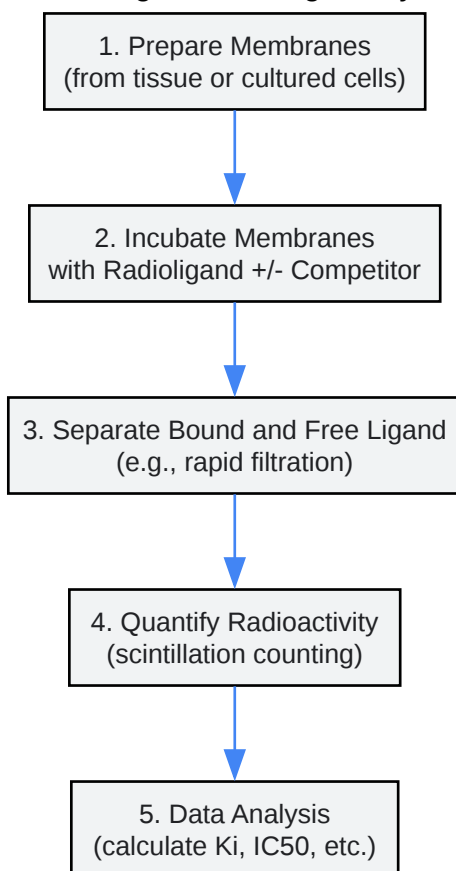 1. Prepare Membranes
(from tissue or cultured cells)
2. Incubate Membranes
with Radioligand +/- Competitor
3. Separate Bound and Free Ligand
(e.g., rapid filtration)
4. Quantify Radioactivity
(scintillation counting)
5. Data Analysis
(calculate Ki, IC50, etc.)